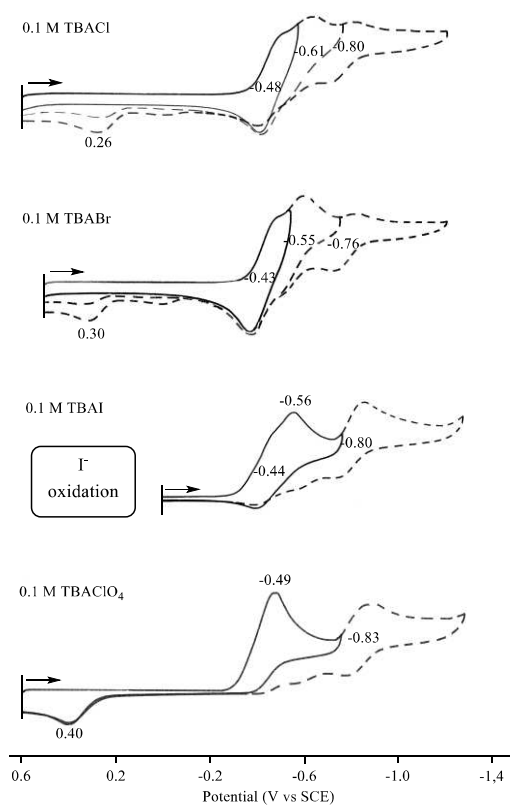 0.1 M TBACl
-0.61
-0.80
-0.48
0.26
0.1 M TBABr
-0.55
-0.76
-0.43
0.30
0.1 M TBAI
-0.56
-0.80
-0.44
I-
oxidation
0.1 M TBAClO4
-0.49
-0.83
0.40
0.6 0.2 -0.2 -0.6 -1.0 -1,4
Potential (V vs SCE)